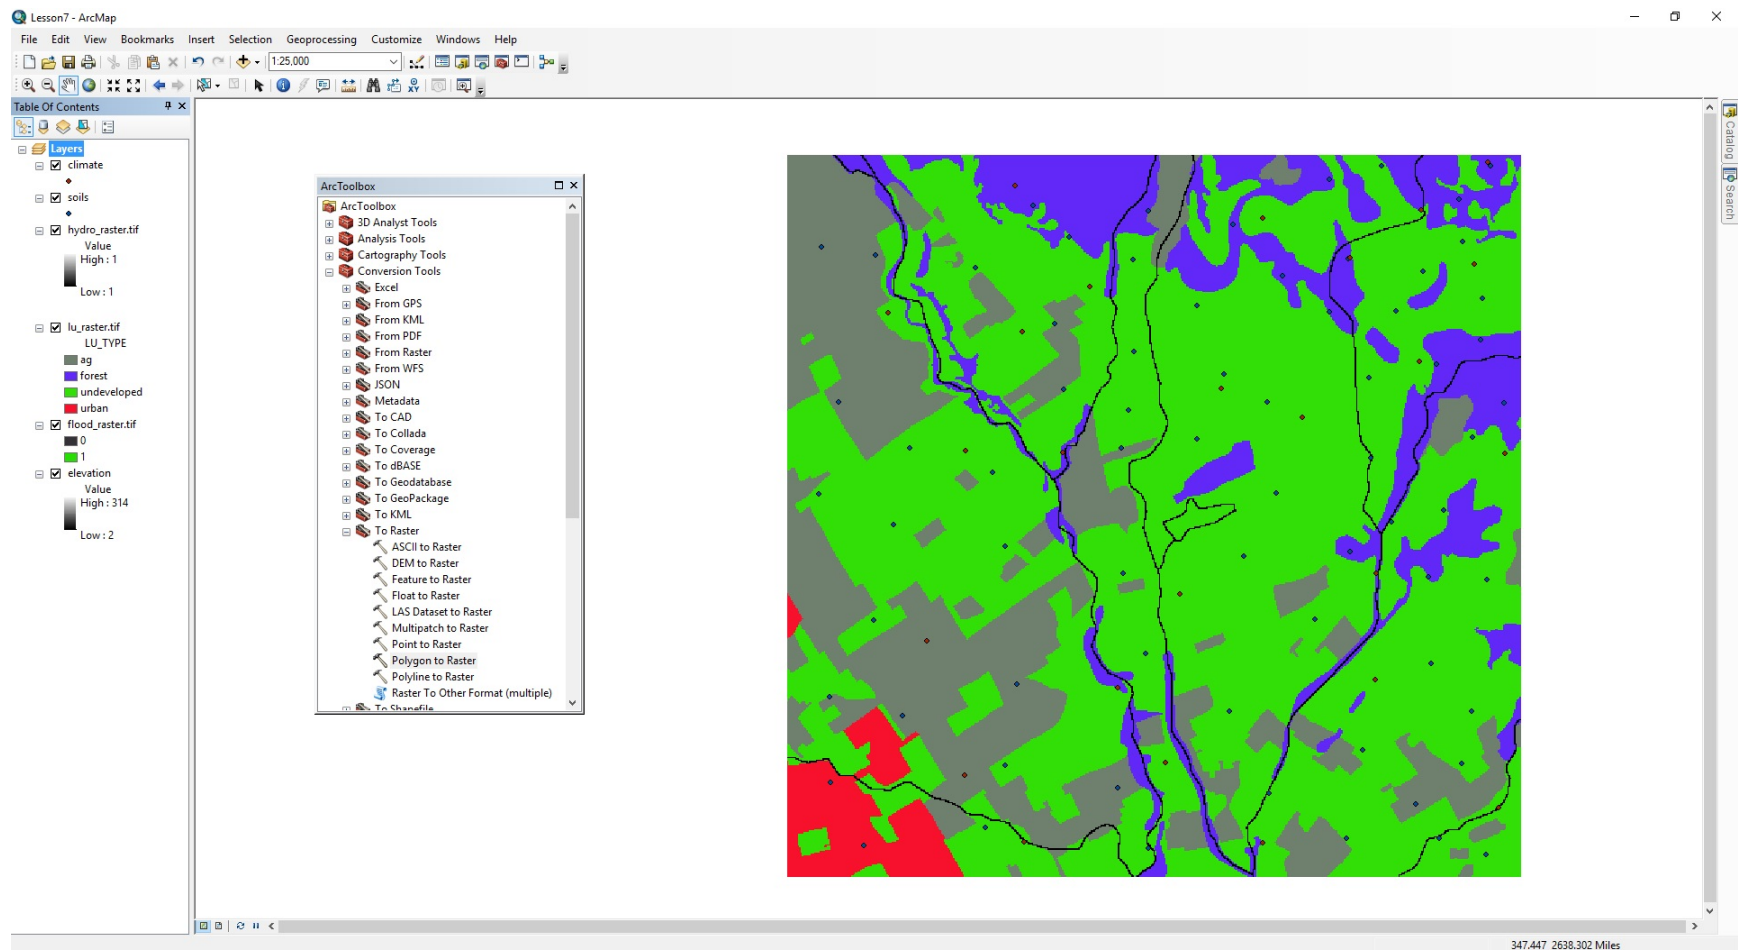 Lesson7 - ArcMap
File Edit View Bookmarks Insert Selection Geoprocessing Customize Windows Help
1:25,000
Table Of Contents
Layers
climate
soils
hydro_raster.tif
Value
High : 1
Low : 1
lu_raster.tif
LU_TYPE
ag
forest
undeveloped
urban
flood_raster.tif
0
1
elevation
Value
High : 314
Low : 2
ArcToolbox
ArcToolbox
3D Analyst Tools
Analysis Tools
Cartography Tools
Conversion Tools
Excel
From GPS
From KML
From PDF
From Raster
From WFS
JSON
Metadata
To CAD
To Collada
To Coverage
To dBASE
To Geodatabase
To GeoPackage
To KML
To Raster
ASCII to Raster
DEM to Raster
Feature to Raster
Float to Raster
LAS Dataset to Raster
Multipatch to Raster
Point to Raster
Polygon to Raster
Polyline to Raster
Raster To Other Format (multiple)
To Shapefile
Catalog
Search
347.447 2638.302 Miles